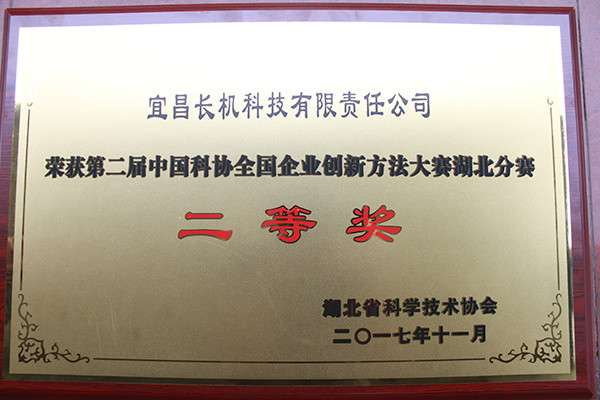 宜昌长机科技有限责任公司
荣获第二届中国科协全国企业创新方法大赛湖北分赛
二等奖
湖北省科学技术协会
二〇一七年十一月